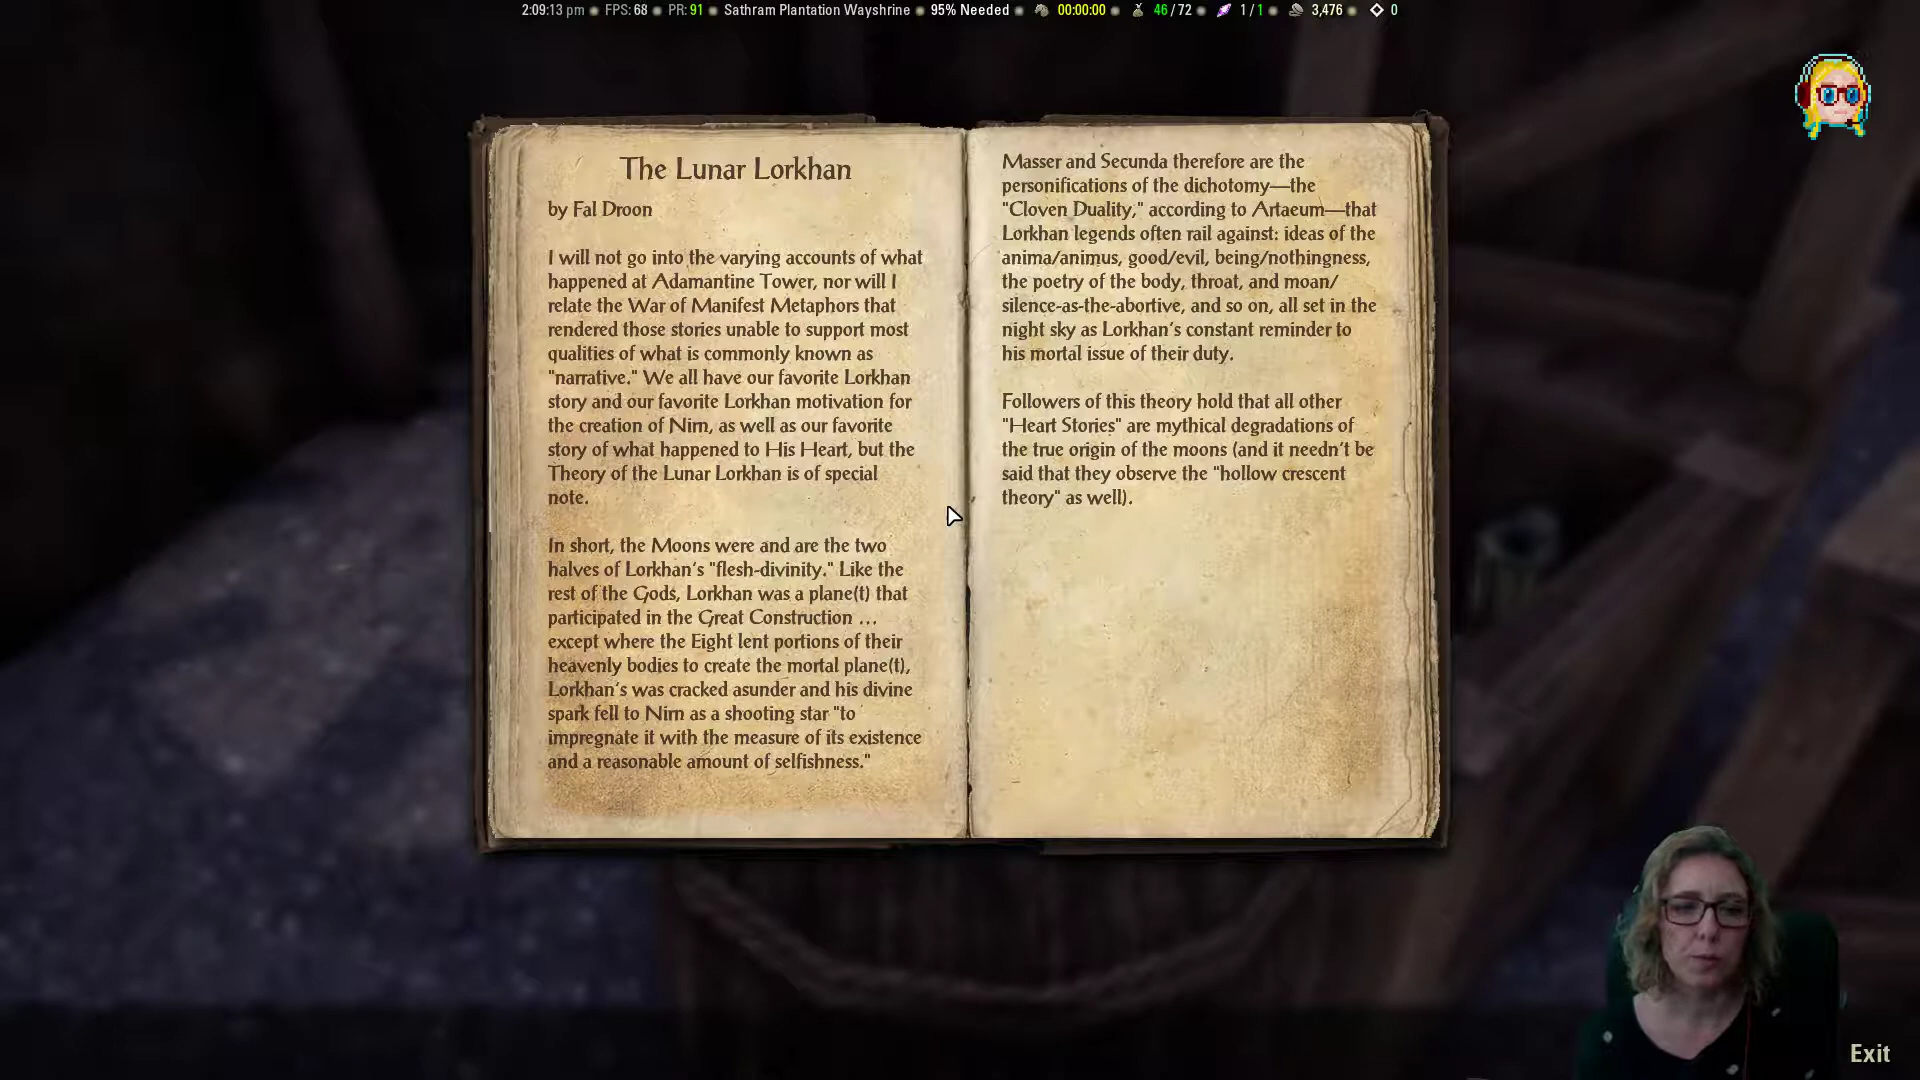 2:09:13 pm FPS: 68 PR: 91 Sathram Plantation Wayshrine 95% Needed 00:00:00 46 / 72 1 / 1 3,476 0
The Lunar Lorkhan
by Fal Droon
I will not go into the varying accounts of what
happened at Adamantine Tower, nor will I
relate the War of Manifest Metaphors that
rendered those stories unable to support most
qualities of what is commonly known as
"narrative." We all have our favorite Lorkhan
story and our favorite Lorkhan motivation for
the creation of Nirn, as well as our favorite
story of what happened to His Heart, but the
Theory of the Lunar Lorkhan is of special
note.
In short, the Moons were and are the two
halves of Lorkhan's "flesh-divinity." Like the
rest of the Gods, Lorkhan was a plane(t) that
participated in the Great Construction ...
except where the Eight lent portions of their
heavenly bodies to create the mortal plane(t),
Lorkhan's was cracked asunder and his divine
spark fell to Nirn as a shooting star "to
impregnate it with the measure of its existence
and a reasonable amount of selfishness."
Masser and Secunda therefore are the
personifications of the dichotomy—the
"Cloven Duality," according to Artaeum—that
Lorkhan legends often rail against: ideas of the
anima/animus, good/evil, being/nothingness,
the poetry of the body, throat, and moan/
silence-as-the-abortive, and so on, all set in the
night sky as Lorkhan's constant reminder to
his mortal issue of their duty.
Followers of this theory hold that all other
"Heart Stories" are mythical degradations of
the true origin of the moons (and it needn't be
said that they observe the "hollow crescent
theory" as well).
Exit